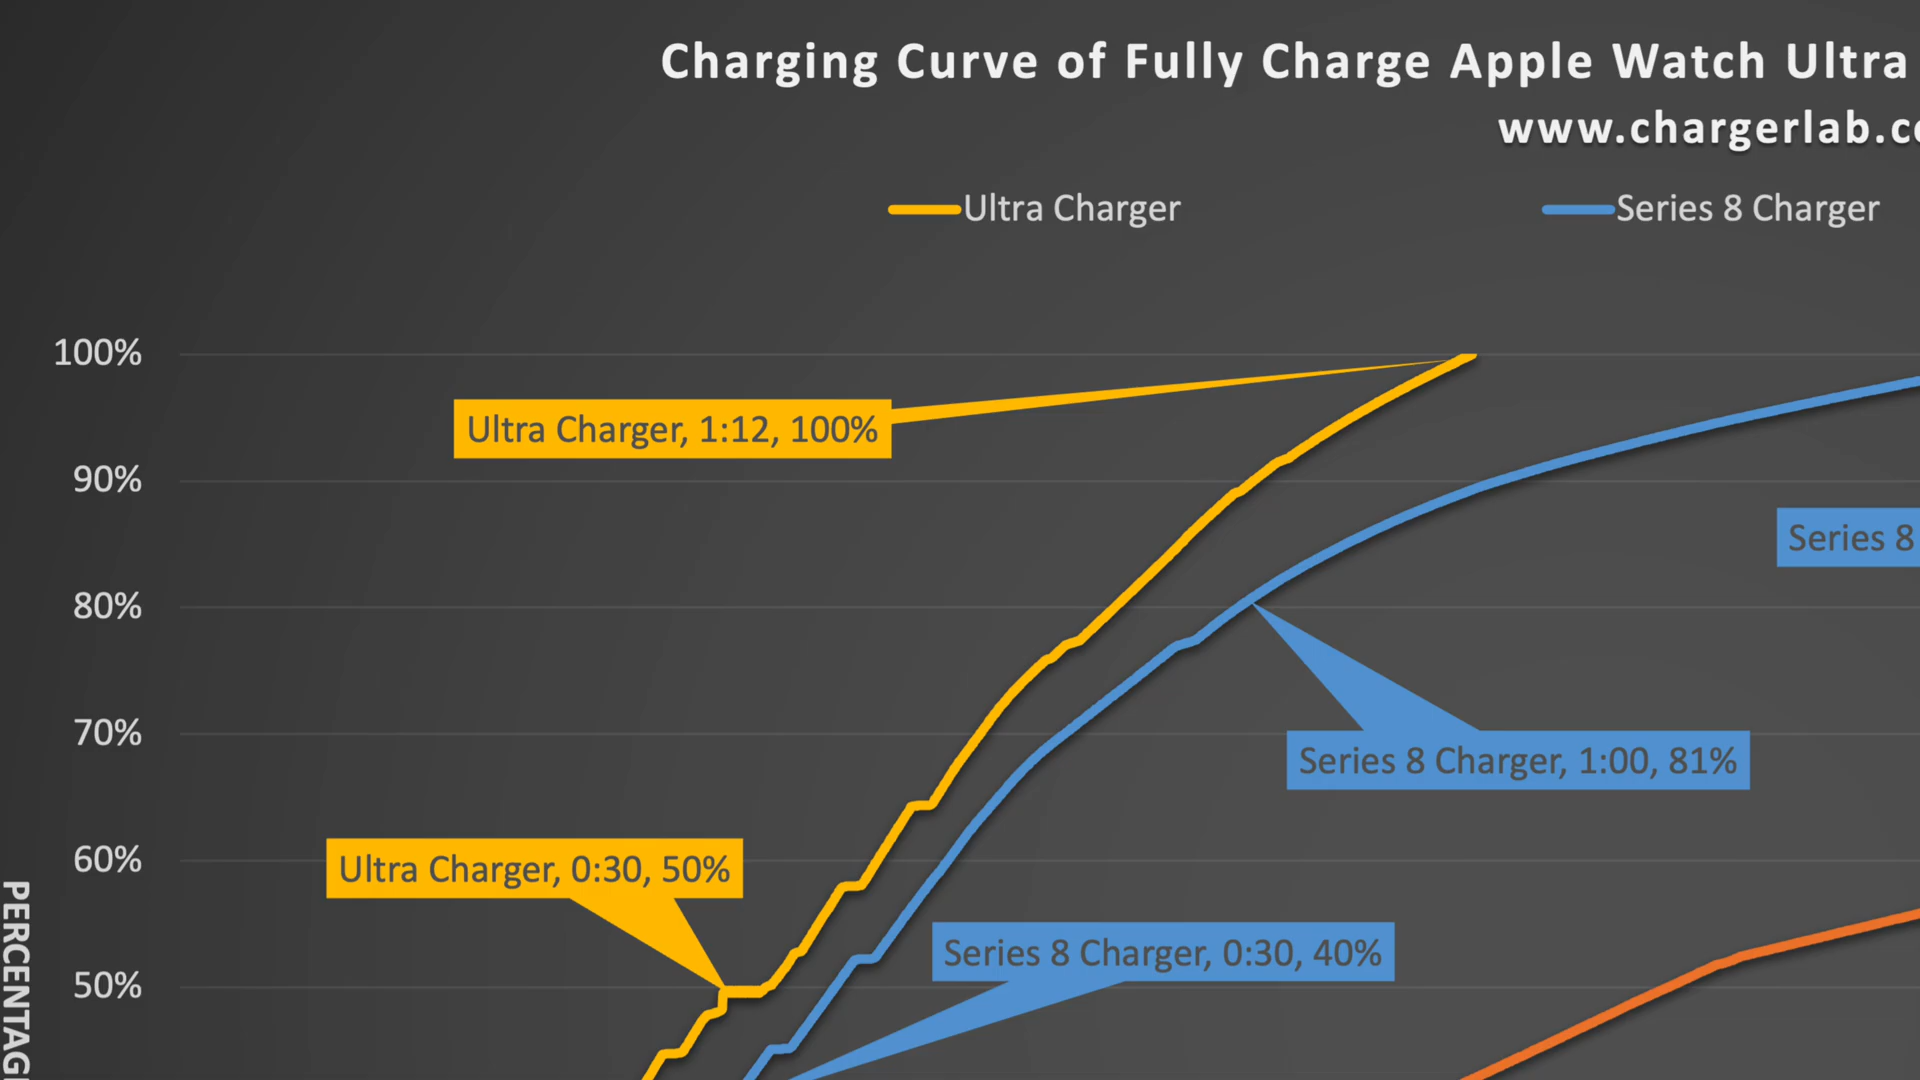 Charging Curve of Fully Charge Apple Watch Ultra
www.chargerlab.c
Ultra Charger
Series 8 Charger
100%
Ultra Charger, 1:12, 100%
90%
Series 8
80%
70%
Series 8 Charger, 1:00, 81%
60%
Ultra Charger, 0:30, 50%
Series 8 Charger, 0:30, 40%
50%
PERCENTAG